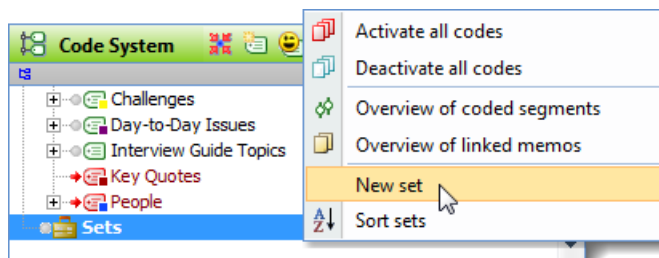 Code System
Challenges
Day-to-Day Issues
Interview Guide Topics
Key Quotes
People
Sets
Activate all codes
Deactivate all codes
Overview of coded segments
Overview of linked memos
New set
A
Z
Sort sets